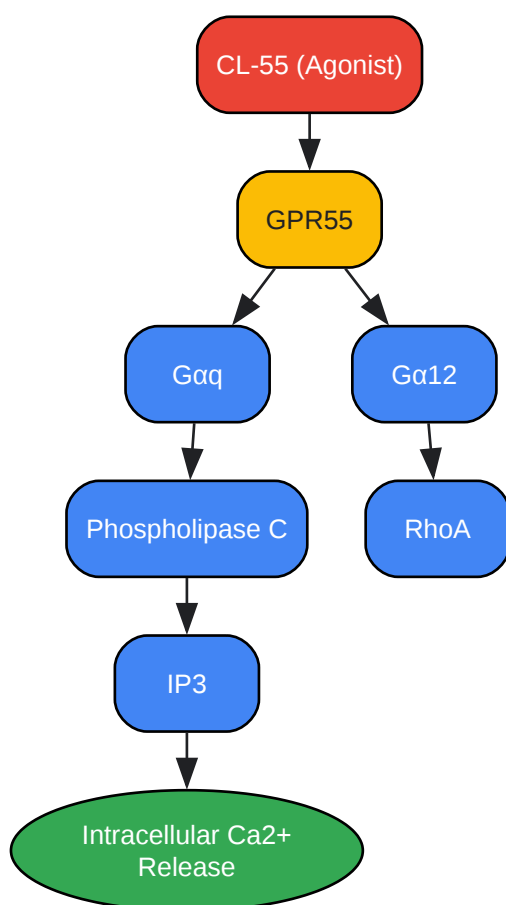 CL-55 (Agonist)
GPR55
Gαq
Gα12
Phospholipase C
RhoA
IP3
Intracellular Ca2+
Release